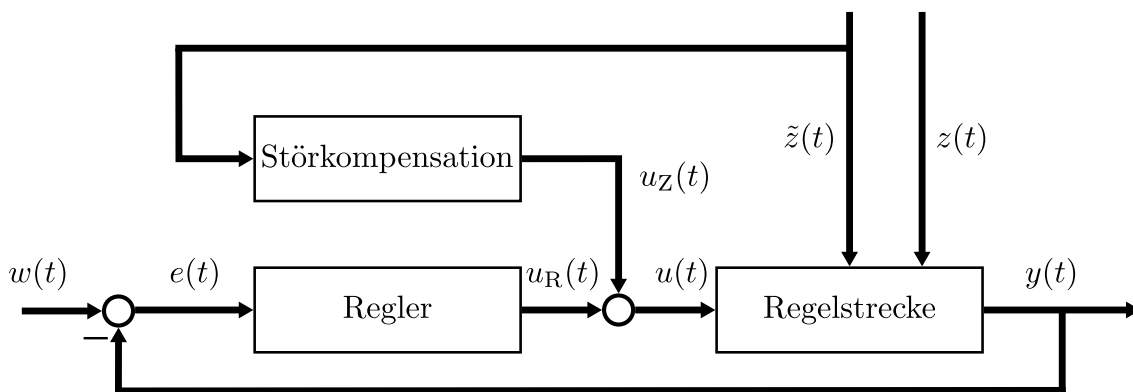 z̃(t) z(t)
Störkompensation
u_Z(t)
w(t) e(t) u_R(t) u(t) y(t)
Regler Regelstrecke
−